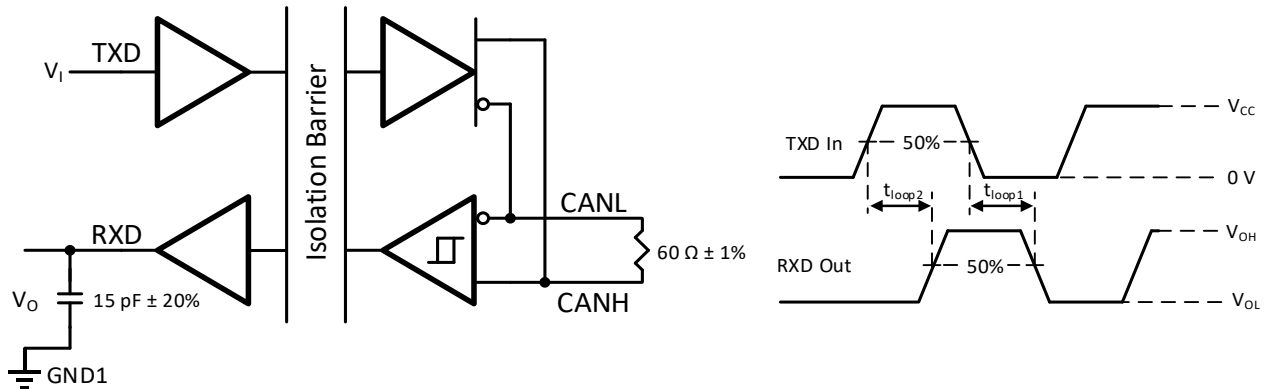 TXD
V_I
Isolation Barrier
RXD
V_O
15 pF ± 20%
GND1
CANL
60 Ω ± 1%
CANH
V_CC
TXD In
50%
0 V
t_loop2
t_loop1
V_OH
RXD Out
50%
V_OL